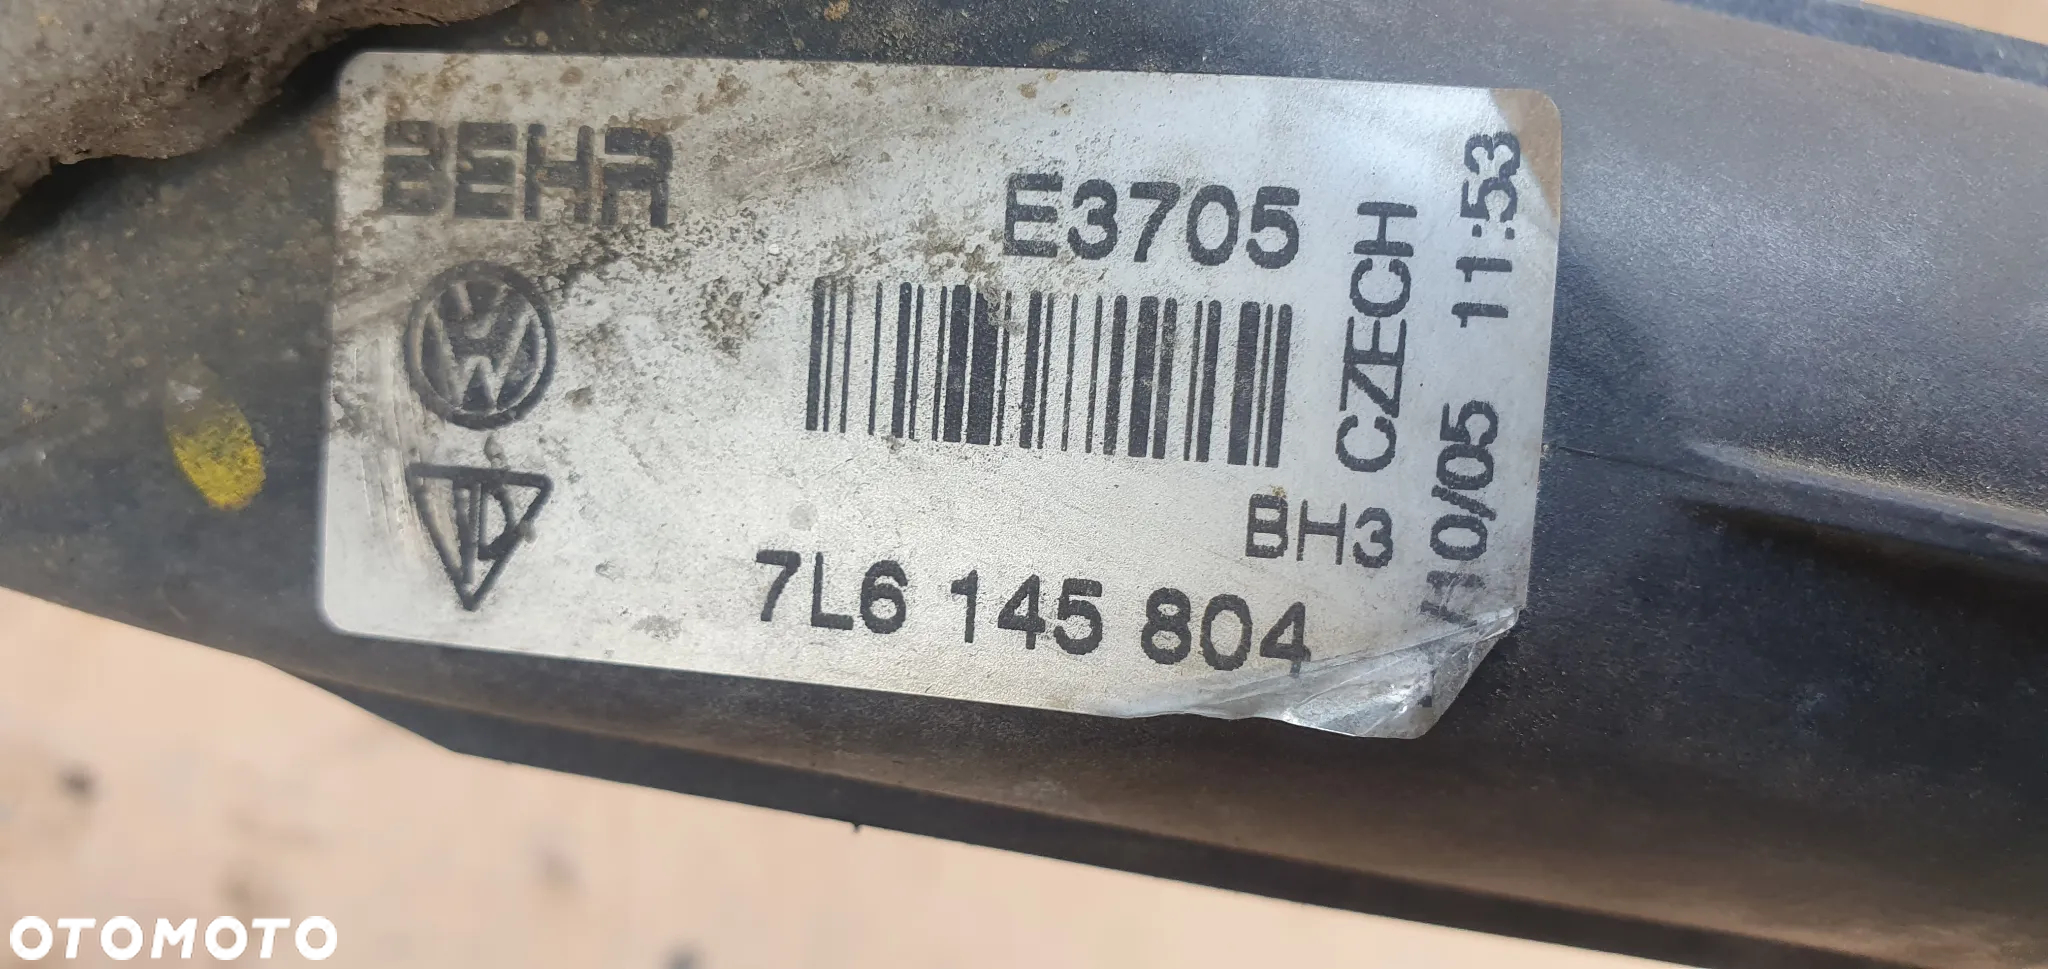 BEHR
E3705
CZECH
10/05 11:53
BH3
7L6 145 804
OTOMOTO